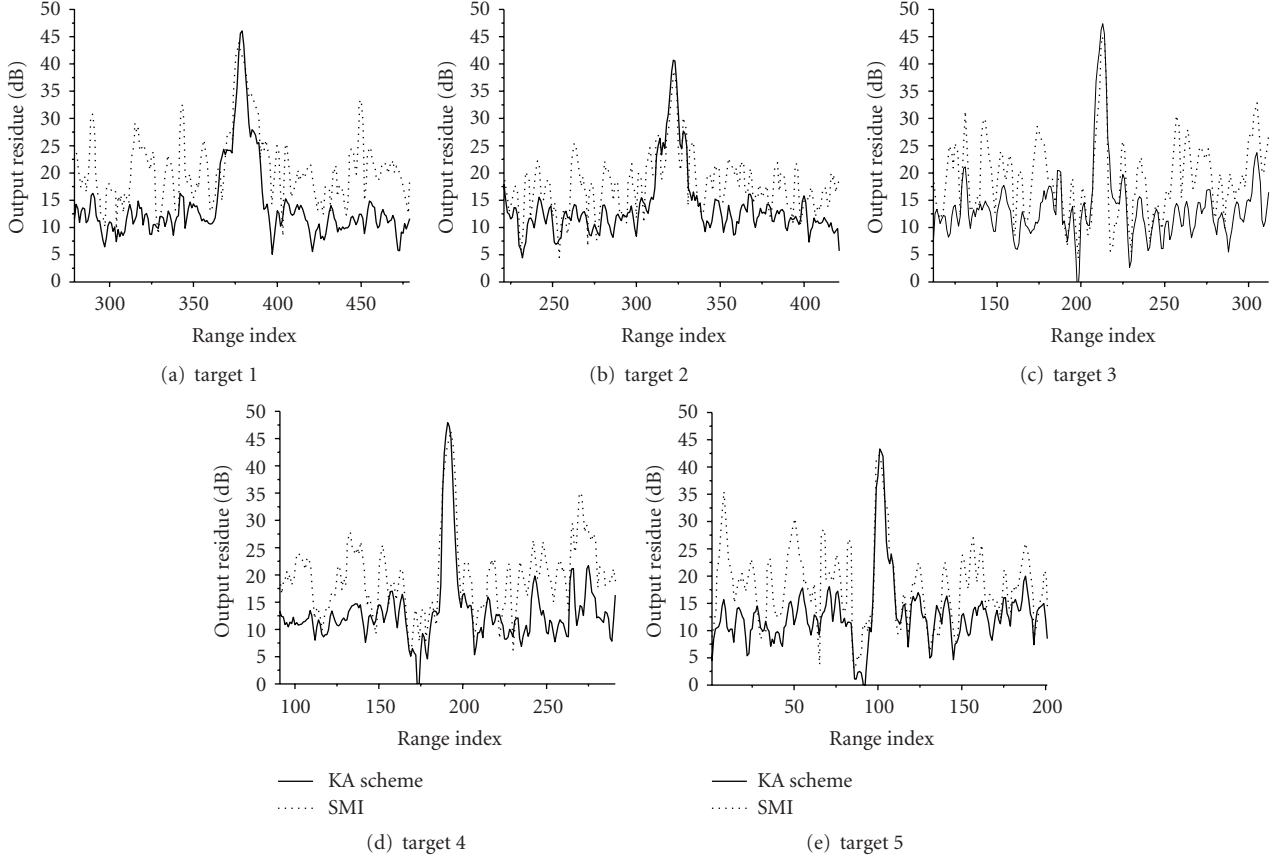 50
45
40
35
30
25
20
15
10
5
0
Output residue (dB)
300 350 400 450
Range index
(a) target 1
50
45
40
35
30
25
20
15
10
5
0
Output residue (dB)
250 300 350 400
Range index
(b) target 2
50
45
40
35
30
25
20
15
10
5
0
Output residue (dB)
150 200 250 300
Range index
(c) target 3
50
45
40
35
30
25
20
15
10
5
0
Output residue (dB)
100 150 200 250
Range index
KA scheme
SMI
(d) target 4
50
45
40
35
30
25
20
15
10
5
0
Output residue (dB)
50 100 150 200
Range index
KA scheme
SMI
(e) target 5